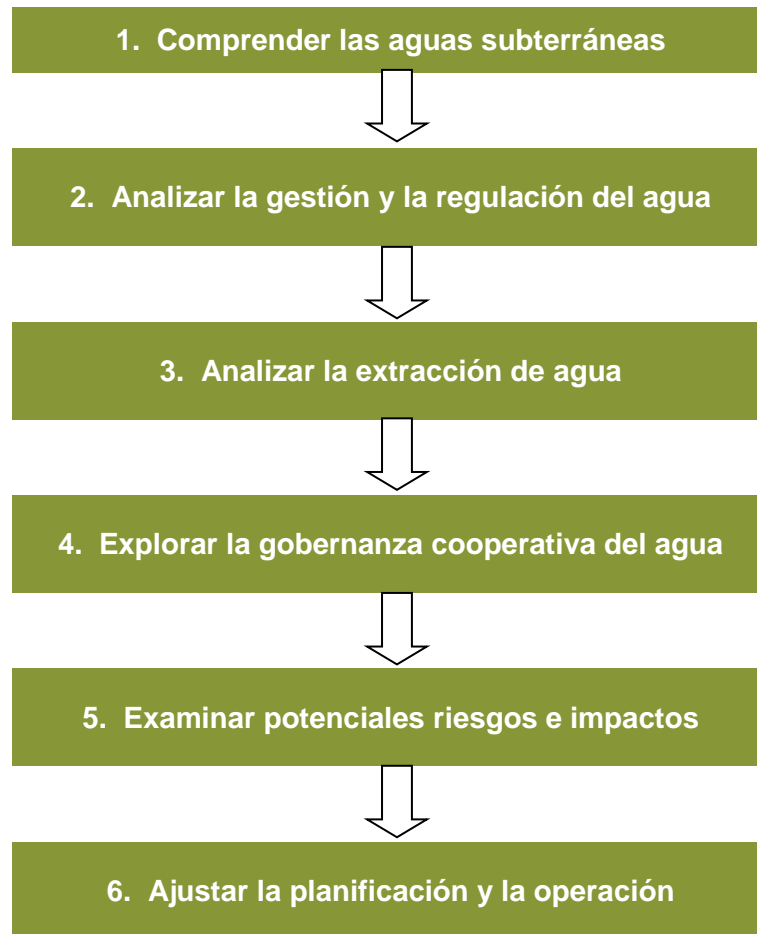 1. Comprender las aguas subterráneas
2. Analizar la gestión y la regulación del agua
3. Analizar la extracción de agua
4. Explorar la gobernanza cooperativa del agua
5. Examinar potenciales riesgos e impactos
6. Ajustar la planificación y la operación